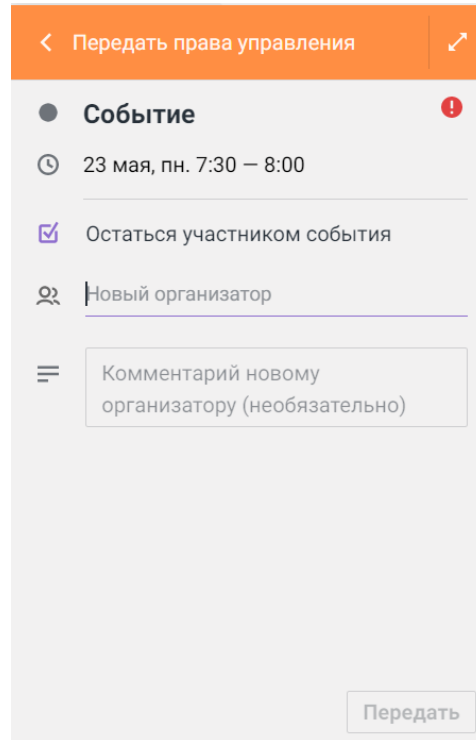 Передать права управления
Событие
23 мая, пн. 7:30 — 8:00
Остаться участником события
Новый организатор
Комментарий новому
организатору (необязательно)
Передать